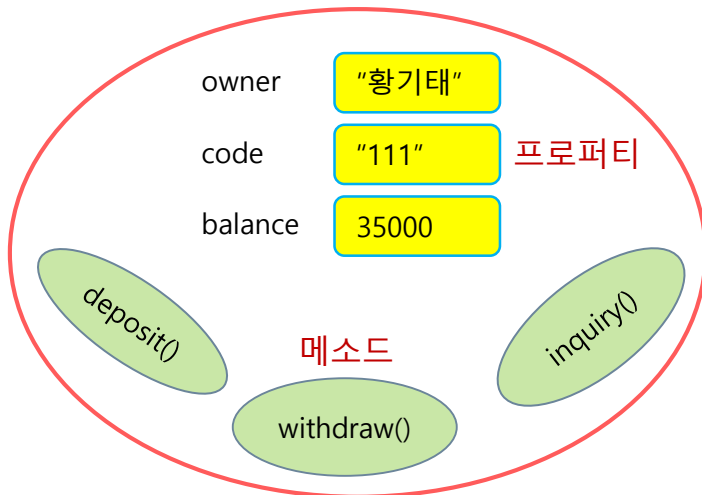 owner "황기태"
code "111" 프로퍼티
balance 35000
deposit()
inquiry()
메소드
withdraw()